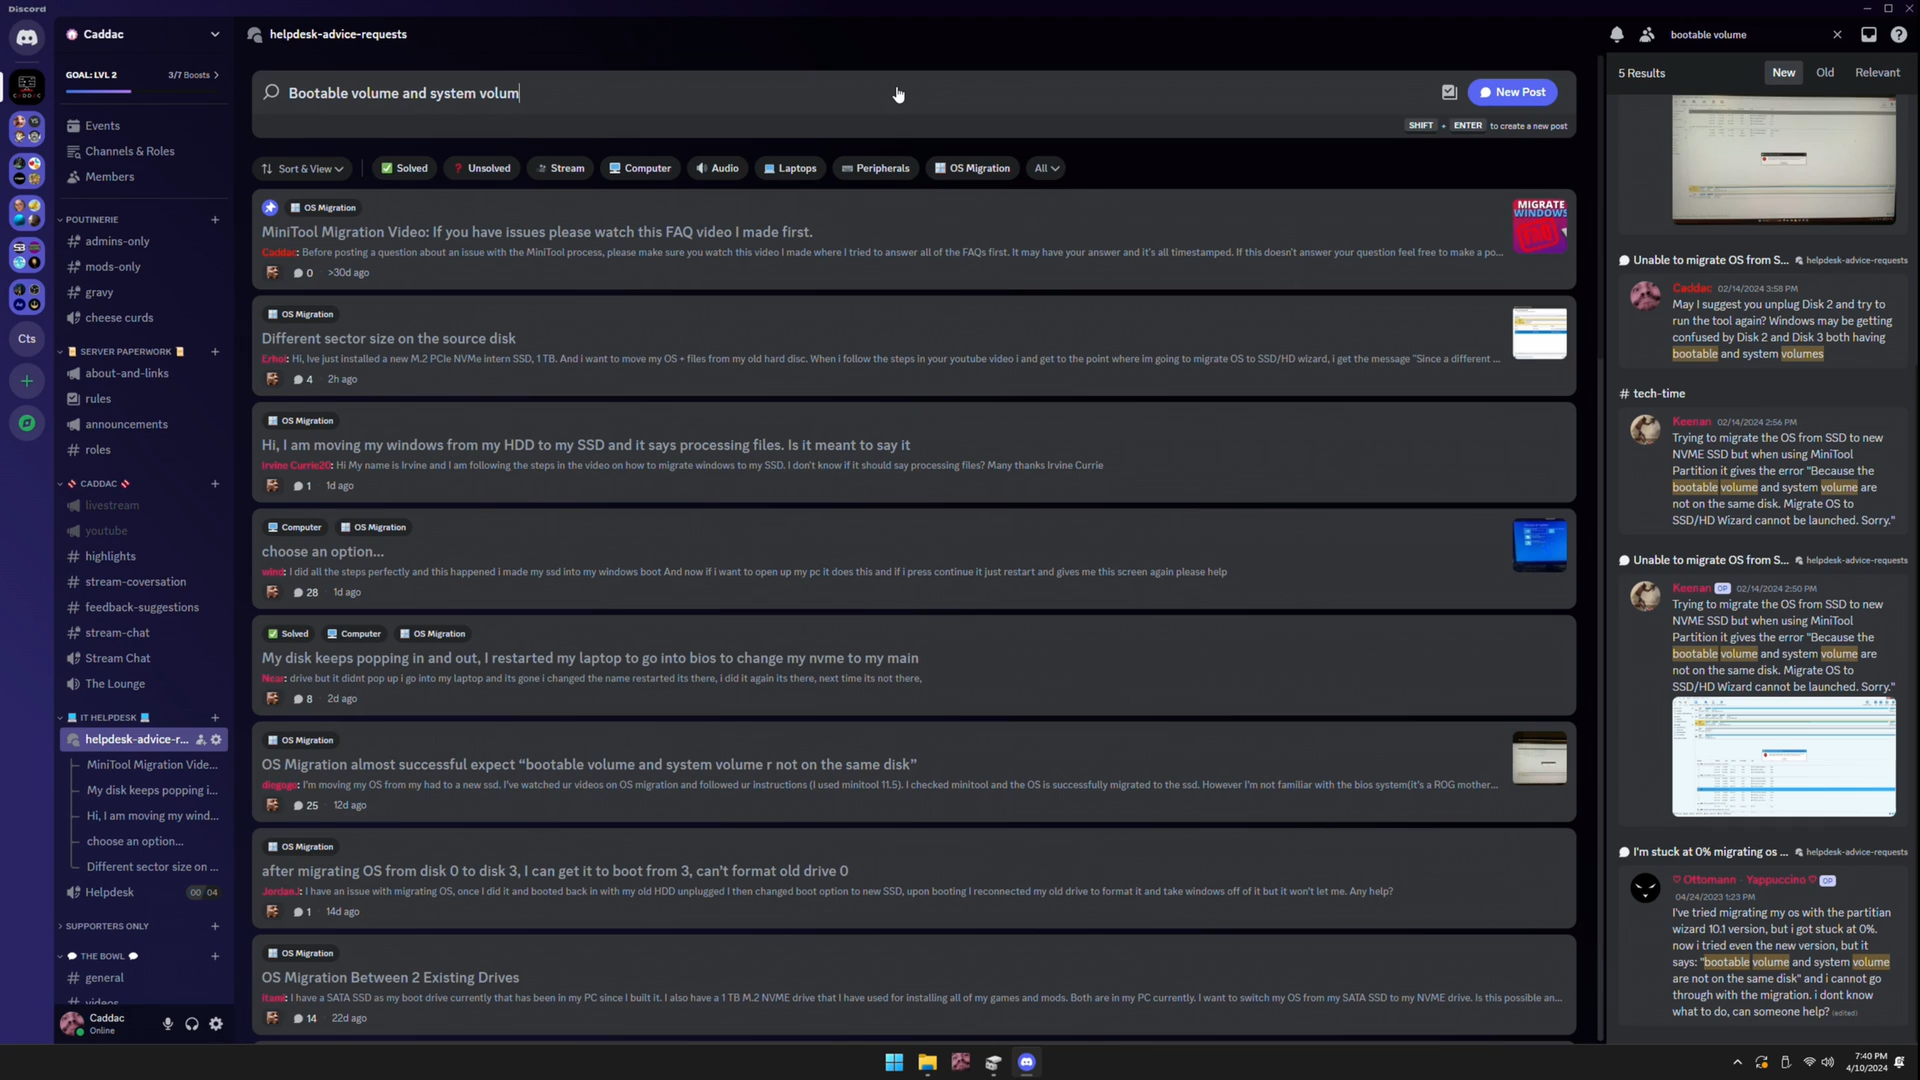 Discord
Caddac
GOAL: LVL 2
3/7 Boosts
Events
Channels & Roles
Members
POUTINERIE
admins-only
mods-only
gravy
cheese curds
Cts
SERVER PAPERWORK
about-and-links
rules
announcements
roles
CADDAC
livestream
youtube
highlights
stream-coversation
feedback-suggestions
stream-chat
Stream Chat
The Lounge
IT HELPDESK
helpdesk-advice-r...
MiniTool Migration Vide...
My disk keeps popping i...
Hi, I am moving my wind...
choose an option...
Different sector size on ...
Helpdesk
00 04
SUPPORTERS ONLY
THE BOWL
general
videos
Caddac
Online
helpdesk-advice-requests
Bootable volume and system volum
New Post
SHIFT + ENTER to create a new post
Sort & View
Solved
Unsolved
Stream
Computer
Audio
Laptops
Peripherals
OS Migration
All
OS Migration
MiniTool Migration Video: If you have issues please watch this FAQ video I made first.
Caddac: Before posting a question about an issue with the MiniTool process, please make sure you watch this video I made where I tried to answer all of the FAQs first. It may have your answer and it's all timestamped. If this doesn't answer your question feel free to make a po...
0 >30d ago
MIGRATE
WINDOWS
FAQ
OS Migration
Different sector size on the source disk
Erhol: Hi, Ive just installed a new M.2 PCIe NVMe intern SSD, 1 TB. And i want to move my OS + files from my old hard disc. When i follow the steps in your youtube video i and get to the point where im going to migrate OS to SSD/HD wizard, i get the message "Since a different ...
4 2h ago
OS Migration
Hi, I am moving my windows from my HDD to my SSD and it says processing files. Is it meant to say it
Irvine Currie20: Hi My name is Irvine and I am following the steps in the video on how to migrate windows to my SSD. I don't know if it should say processing files? Many thanks Irvine Currie
1 1d ago
Computer OS Migration
choose an option...
wind: I did all the steps perfectly and this happened i made my ssd into my windows boot And now if i want to open up my pc it does this and if i press continue it just restart and gives me this screen again please help
28 1d ago
Solved Computer OS Migration
My disk keeps popping in and out, I restarted my laptop to go into bios to change my nvme to my main
Near: drive but it didnt pop up i go into my laptop and its gone i changed the name restarted its there, i did it again its there, next time its not there,
8 2d ago
OS Migration
OS Migration almost successful expect “bootable volume and system volume r not on the same disk”
diogogo: I'm moving my OS from my had to a new ssd. I've watched ur videos on OS migration and followed ur instructions (I used minitool 11.5). I checked minitool and the OS is successfully migrated to the ssd. However I'm not familiar with the bios system(it's a ROG mother...
25 12d ago
OS Migration
after migrating OS from disk 0 to disk 3, I can get it to boot from 3, can't format old drive 0
JordanJ: I have an issue with migrating OS, once I did it and booted back in with my old HDD unplugged I then changed boot option to new SSD, upon booting I reconnected my old drive to format it and take windows off of it but it won't let me. Any help?
1 14d ago
OS Migration
OS Migration Between 2 Existing Drives
Itami: I have a SATA SSD as my boot drive currently that has been in my PC since I built it. I also have a 1 TB M.2 NVME drive that I have used for installing all of my games and mods. Both are in my PC currently. I want to switch my OS from my SATA SSD to my NVME drive. Is this possible an...
14 22d ago
bootable volume
5 Results
New
Old
Relevant
Unable to migrate OS from S... helpdesk-advice-requests
Caddac 02/14/2024 3:58 PM
May I suggest you unplug Disk 2 and try to
run the tool again? Windows may be getting
confused by Disk 2 and Disk 3 both having
bootable and system volumes
# tech-time
Keenan 02/14/2024 2:56 PM
Trying to migrate the OS from SSD to new
NVME SSD but when using MiniTool
Partition it gives the error "Because the
bootable volume and system volume are
not on the same disk. Migrate OS to
SSD/HD Wizard cannot be launched. Sorry."
Unable to migrate OS from S... helpdesk-advice-requests
Keenan OP 02/14/2024 2:50 PM
Trying to migrate the OS from SSD to new
NVME SSD but when using MiniTool
Partition it gives the error "Because the
bootable volume and system volume are
not on the same disk. Migrate OS to
SSD/HD Wizard cannot be launched. Sorry."
I'm stuck at 0% migrating os ... helpdesk-advice-requests
♡ Ottomann - Yappuccino ♡ OP
04/24/2023 1:23 PM
I've tried migrating my os with the partitian
wizard 10.1 version, but i got stuck at 0%.
now i tried even the new version, but it
says: "bootable volume and system volume
are not on the same disk" and i cannot go
through with the migration. i dont know
what to do, can someone help? (edited)
7:40 PM
4/10/2024